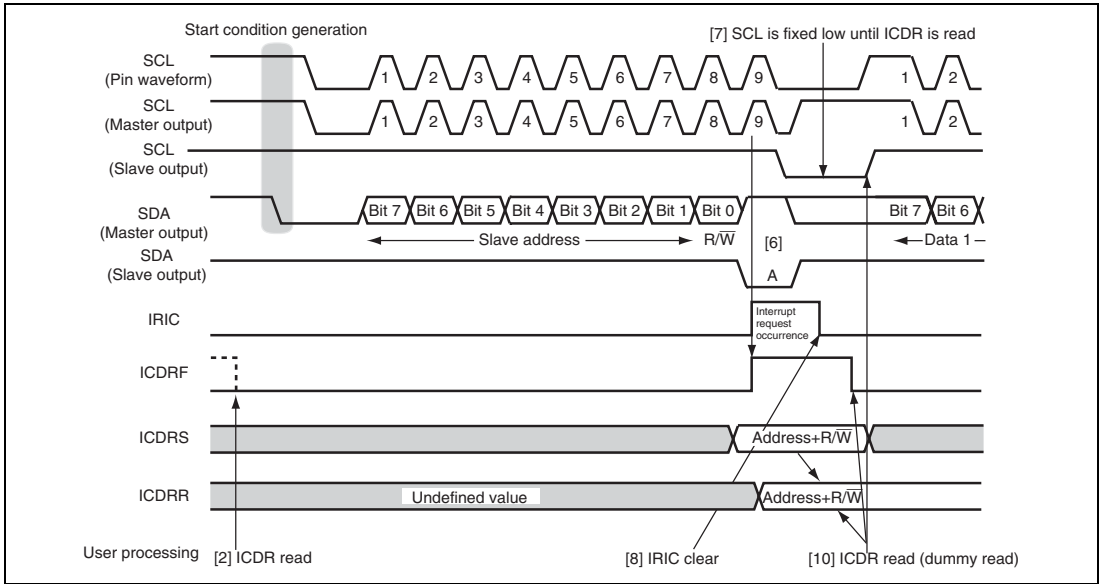 Start condition generation
[7] SCL is fixed low until ICDR is read
SCL
(Pin waveform)
1 2 3 4 5 6 7 8 9 1 2
SCL
(Master output)
1 2 3 4 5 6 7 8 9 1 2
SCL
(Slave output)
SDA
(Master output)
Bit 7 Bit 6 Bit 5 Bit 4 Bit 3 Bit 2 Bit 1 Bit 0 Bit 7 Bit 6
Slave address R/W̅ [6] Data 1
SDA
(Slave output)
A
IRIC
Interrupt
request
occurrence
ICDRF
ICDRS
Address+R/W̅
ICDRR
Undefined value
Address+R/W̅
User processing
[2] ICDR read
[8] IRIC clear
[10] ICDR read (dummy read)